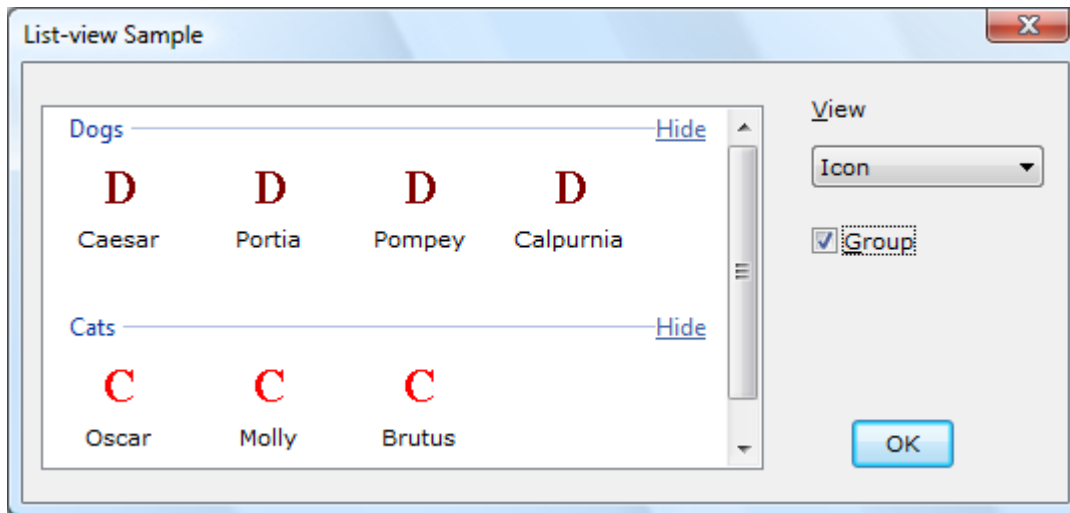 List-view Sample
X
Dogs Hide
D D D D
Caesar Portia Pompey Calpurnia
Cats Hide
C C C
Oscar Molly Brutus
View
Icon
Group
OK